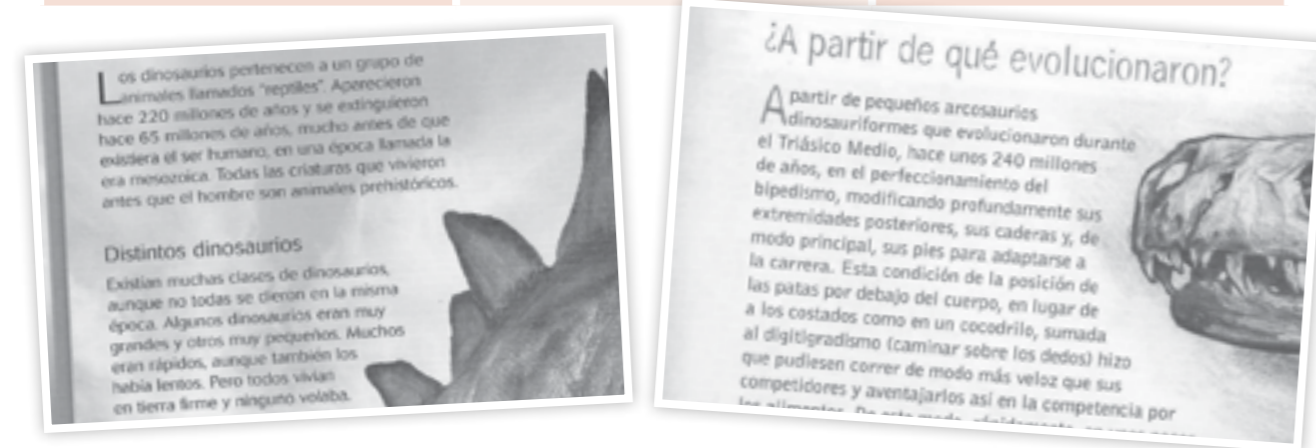 Los dinosaurios pertenecen a un grupo de
animales llamados "reptiles". Aparecieron
hace 220 millones de años y se extinguieron
hace 65 millones de años, mucho antes de que
existiera el ser humano, en una época llamada la
era mesozoica. Todas las criaturas que vivieron
antes que el hombre son animales prehistóricos.
Distintos dinosaurios
Existían muchas clases de dinosaurios,
aunque no todas se dieron en la misma
época. Algunos dinosaurios eran muy
grandes y otros muy pequeños. Muchos
eran rápidos, aunque también los
había lentos. Pero todos vivían
en tierra firme y ninguno volaba.
¿A partir de qué evolucionaron?
A partir de pequeños arcosaurios
dinosauriformes que evolucionaron durante
el Triásico Medio, hace unos 240 millones
de años, en el perfeccionamiento del
bipedismo, modificando profundamente sus
extremidades posteriores, sus caderas y, de
modo principal, sus pies para adaptarse a
la carrera. Esta condición de la posición de
las patas por debajo del cuerpo, en lugar de
a los costados como en un cocodrilo, sumada
al digitigradismo (caminar sobre los dedos) hizo
que pudiesen correr de modo más veloz que sus
competidores y aventajarlos así en la competencia por
los alimentos. De este modo, rápidamente, en